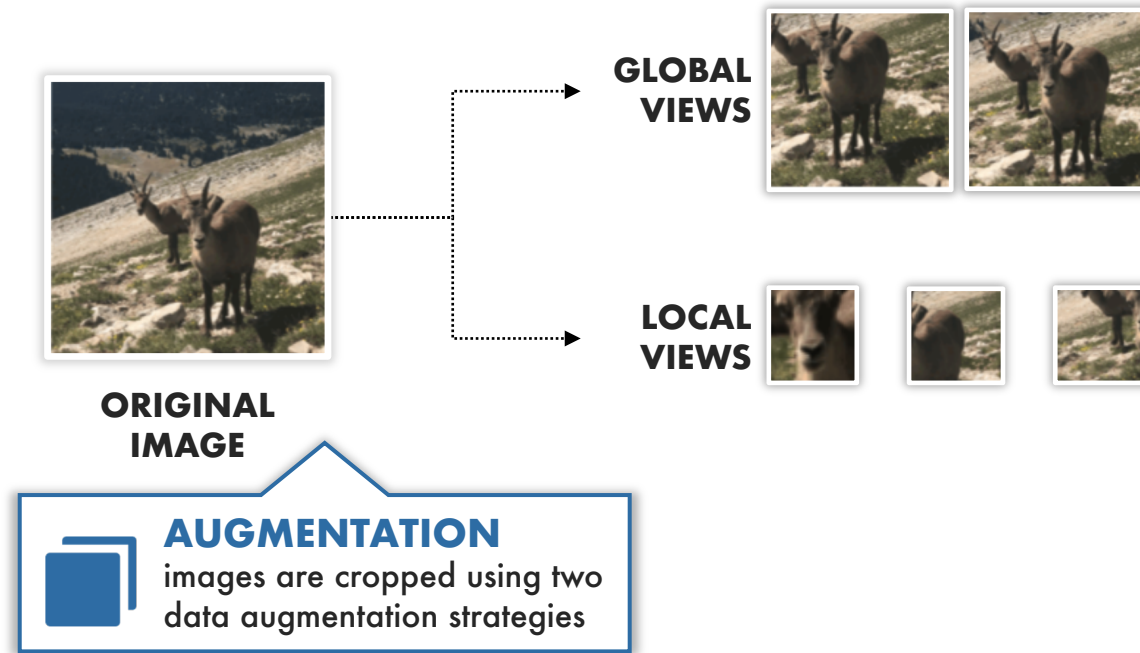 GLOBAL
VIEWS
LOCAL
VIEWS
ORIGINAL
IMAGE
AUGMENTATION
images are cropped using two
data augmentation strategies